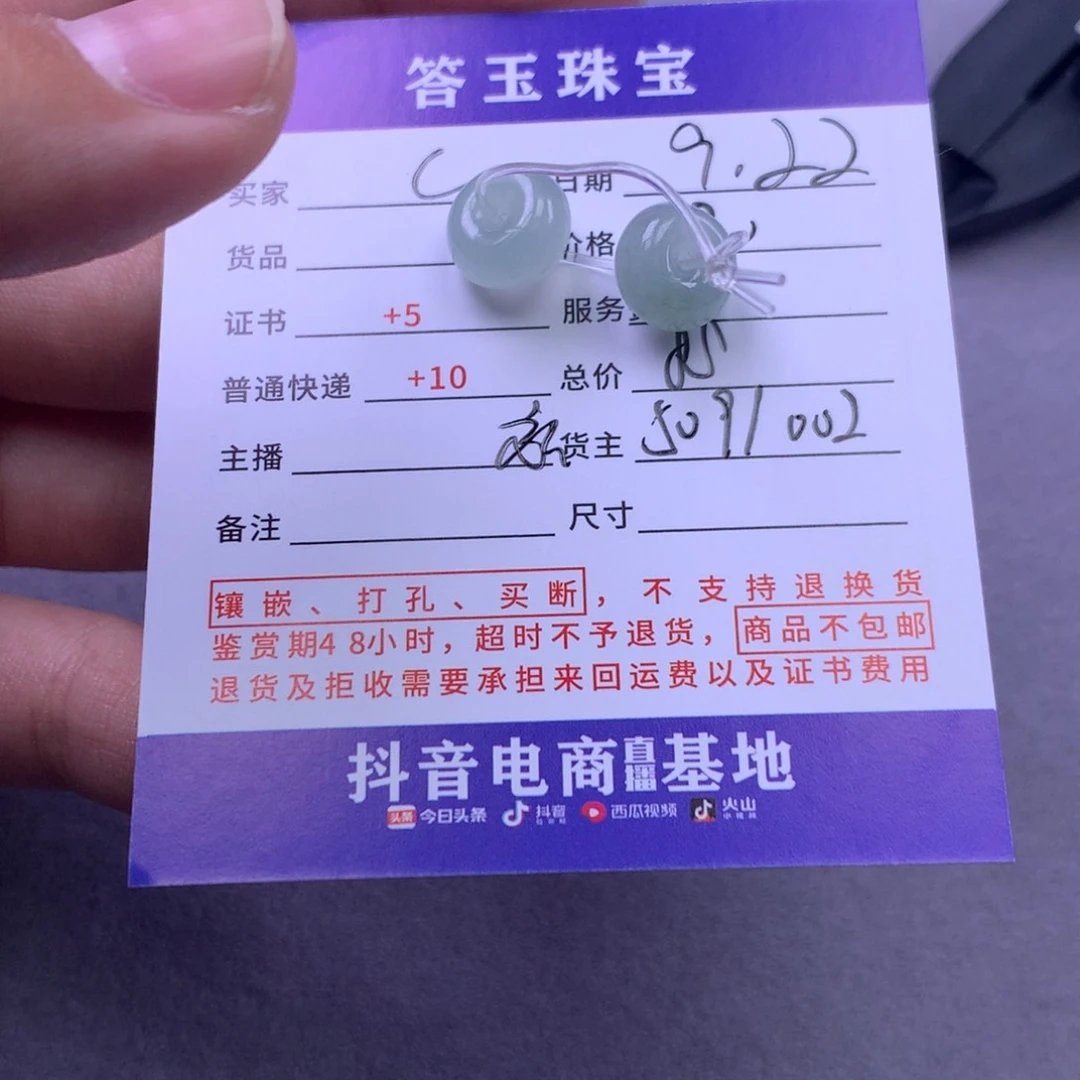 答玉珠宝
买家 日期 9.22
货品 价格
证书 +5 服务
普通快递 +10 总价
主播 货主 5091002
备注 尺寸
镶嵌、打孔、买断，不支持退换货
鉴赏期48小时，超时不予退货，商品不包邮
退货及拒收需要承担来回运费以及证书费用
抖音电商直播基地
头条 今日头条 抖音 西瓜视频 火山